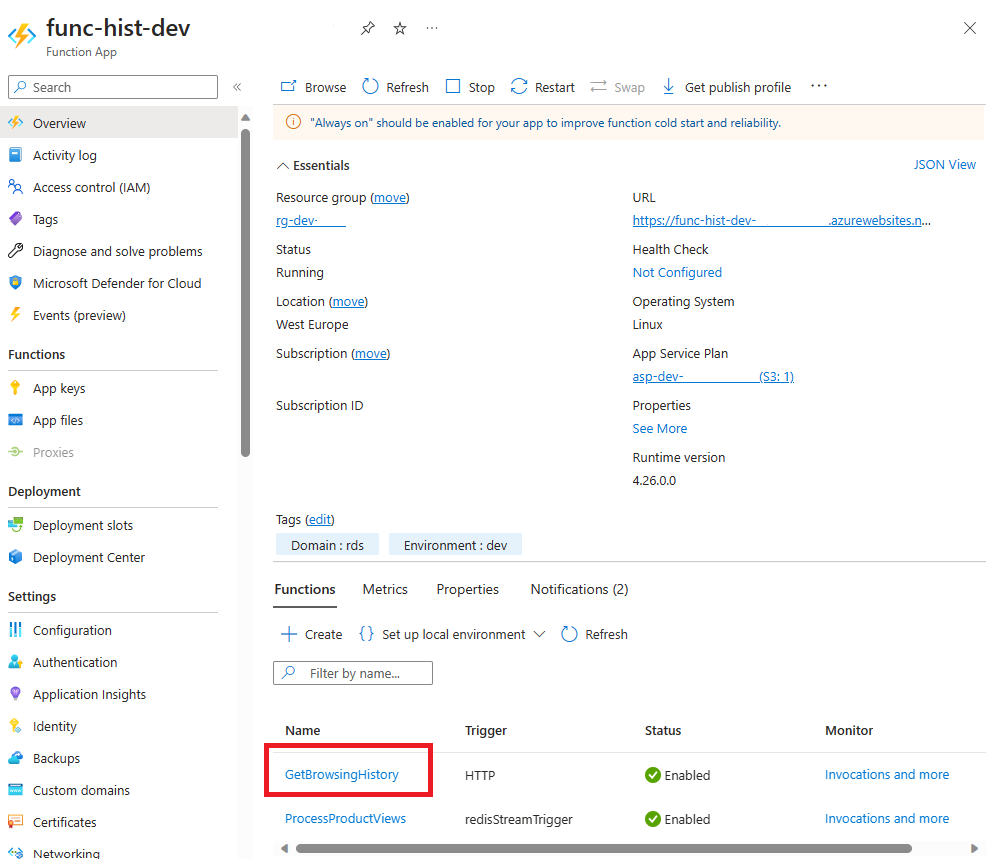 func-hist-dev
Function App
Search
«
Overview
Activity log
Access control (IAM)
Tags
Diagnose and solve problems
Microsoft Defender for Cloud
Events (preview)
Functions
App keys
App files
Proxies
Deployment
Deployment slots
Deployment Center
Settings
Configuration
Authentication
Application Insights
Identity
Backups
Custom domains
Certificates
Networking
Browse Refresh Stop Restart Swap Get publish profile ...
"Always on" should be enabled for your app to improve function cold start and reliability.
Essentials JSON View
Resource group (move)
rg-dev-
Status
Running
Location (move)
West Europe
Subscription (move)
Subscription ID
URL
https://func-hist-dev- .azurewebsites.n...
Health Check
Not Configured
Operating System
Linux
App Service Plan
asp-dev- (S3: 1)
Properties
See More
Runtime version
4.26.0.0
Tags (edit)
Domain : rds Environment : dev
Functions Metrics Properties Notifications (2)
Create {} Set up local environment Refresh
Filter by name...
Name Trigger Status Monitor
GetBrowsingHistory HTTP Enabled Invocations and more
ProcessProductViews redisStreamTrigger Enabled Invocations and more